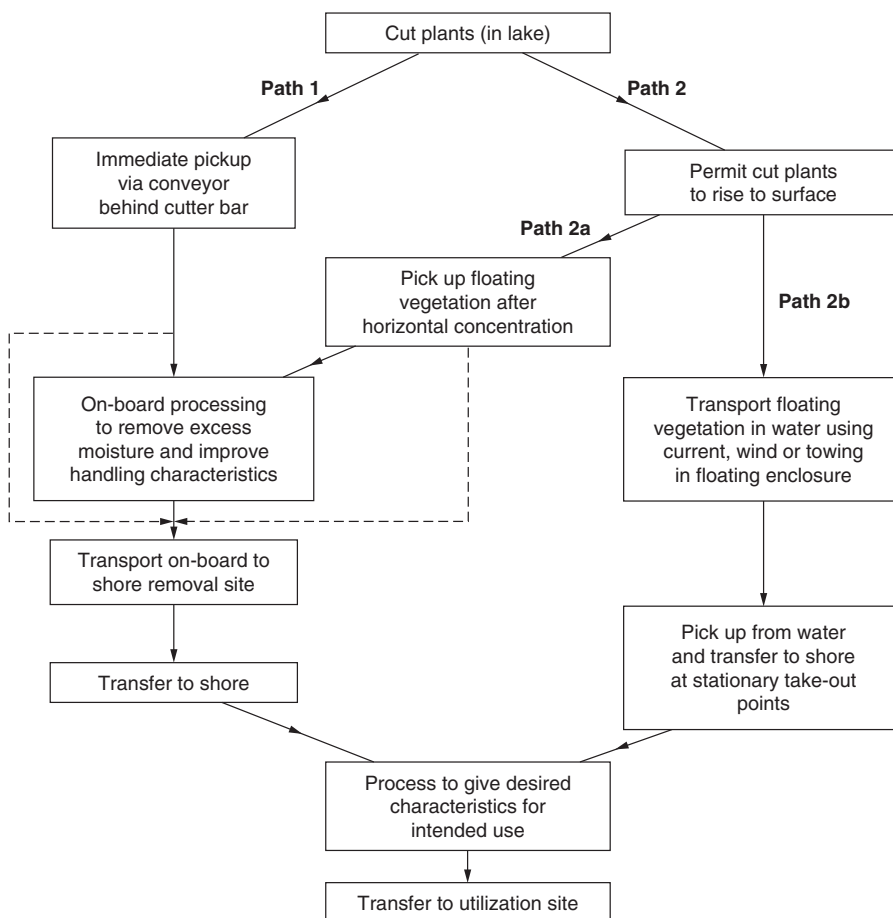 Cut plants (in lake)
Path 1
Path 2
Immediate pickup
via conveyor
behind cutter bar
Permit cut plants
to rise to surface
Path 2a
Pick up floating
vegetation after
horizontal concentration
Path 2b
On-board processing
to remove excess
moisture and improve
handling characteristics
Transport floating
vegetation in water using
current, wind or towing
in floating enclosure
Transport on-board to
shore removal site
Pick up from water
and transfer to shore
at stationary take-out
points
Transfer to shore
Process to give desired
characteristics for
intended use
Transfer to utilization site